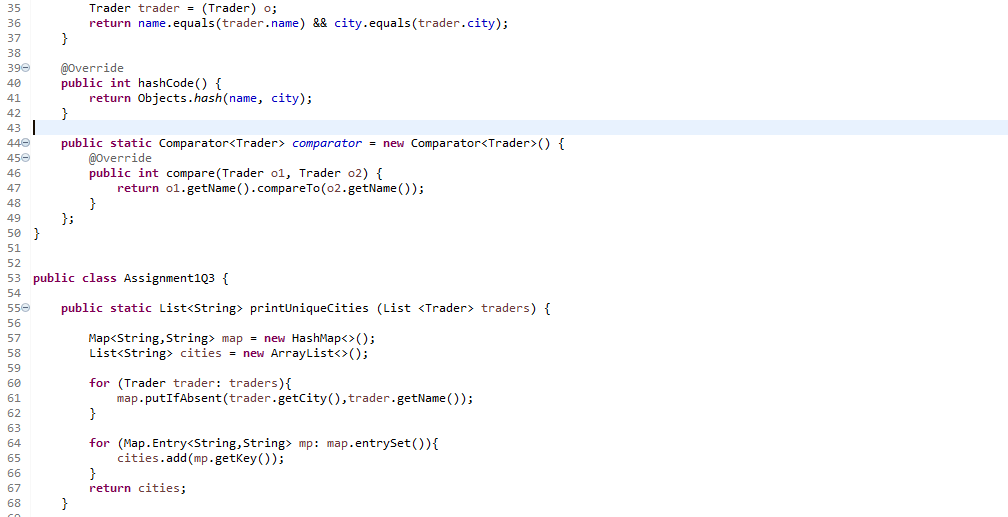 35 Trader trader = (Trader) o;
36 return name.equals(trader.name) && city.equals(trader.city);
37 }
38
39 @Override
40 public int hashCode() {
41 return Objects.hash(name, city);
42 }
43
44 public static Comparator<Trader> comparator = new Comparator<Trader>() {
45 @Override
46 public int compare(Trader o1, Trader o2) {
47 return o1.getName().compareTo(o2.getName());
48 }
49 };
50 }
51
52
53 public class Assignment1Q3 {
54
55 public static List<String> printUniqueCities (List <Trader> traders) {
56
57 Map<String,String> map = new HashMap<>();
58 List<String> cities = new ArrayList<>();
59
60 for (Trader trader: traders){
61 map.putIfAbsent(trader.getCity(),trader.getName());
62 }
63
64 for (Map.Entry<String,String> mp: map.entrySet()){
65 cities.add(mp.getKey());
66 }
67 return cities;
68 }